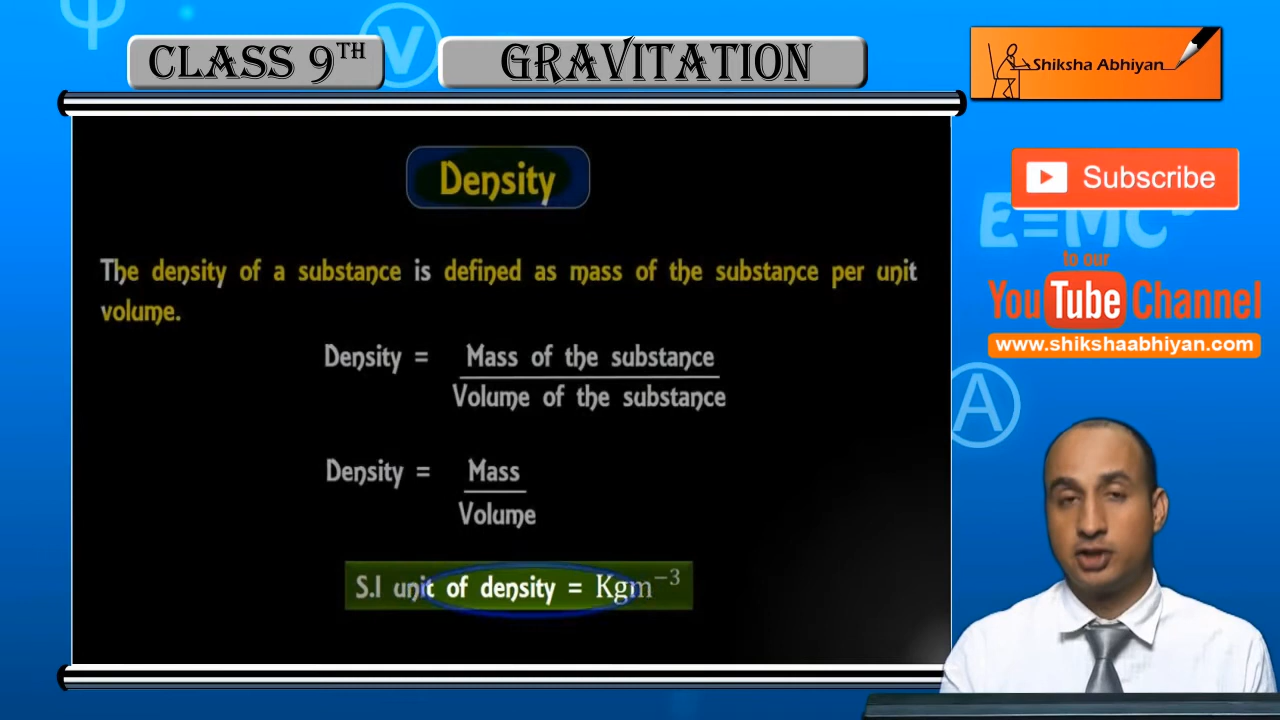 CLASS 9TH
GRAVITATION
Shiksha Abhiyan
Subscribe
E=MC²
to our
YouTube Channel
www.shikshaabhiyan.com
V
A
Density
The density of a substance is defined as mass of the substance per unit
volume.
Density = Mass of the substance
Volume of the substance
Density = Mass
Volume
S.I unit of density = Kgm⁻³